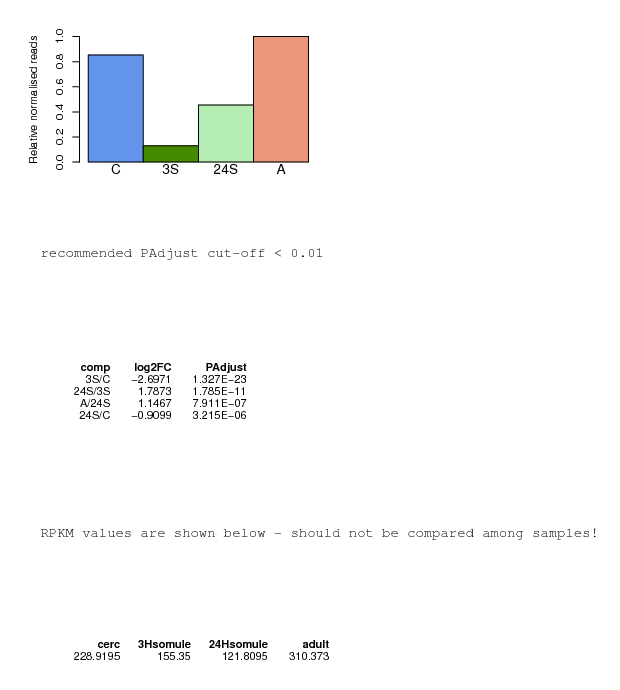 Relative normalised reads
1.0
0.8
0.6
0.4
0.2
0.0
C 3S 24S A
recommended PAdjust cut-off < 0.01
comp log2FC PAdjust
3S/C −2.6971 1.327E−23
24S/3S 1.7873 1.785E−11
A/24S 1.1467 7.911E−07
24S/C −0.9099 3.215E−06
RPKM values are shown below - should not be compared among samples!
cerc 3Hsomule 24Hsomule adult
228.9195 155.35 121.8095 310.373